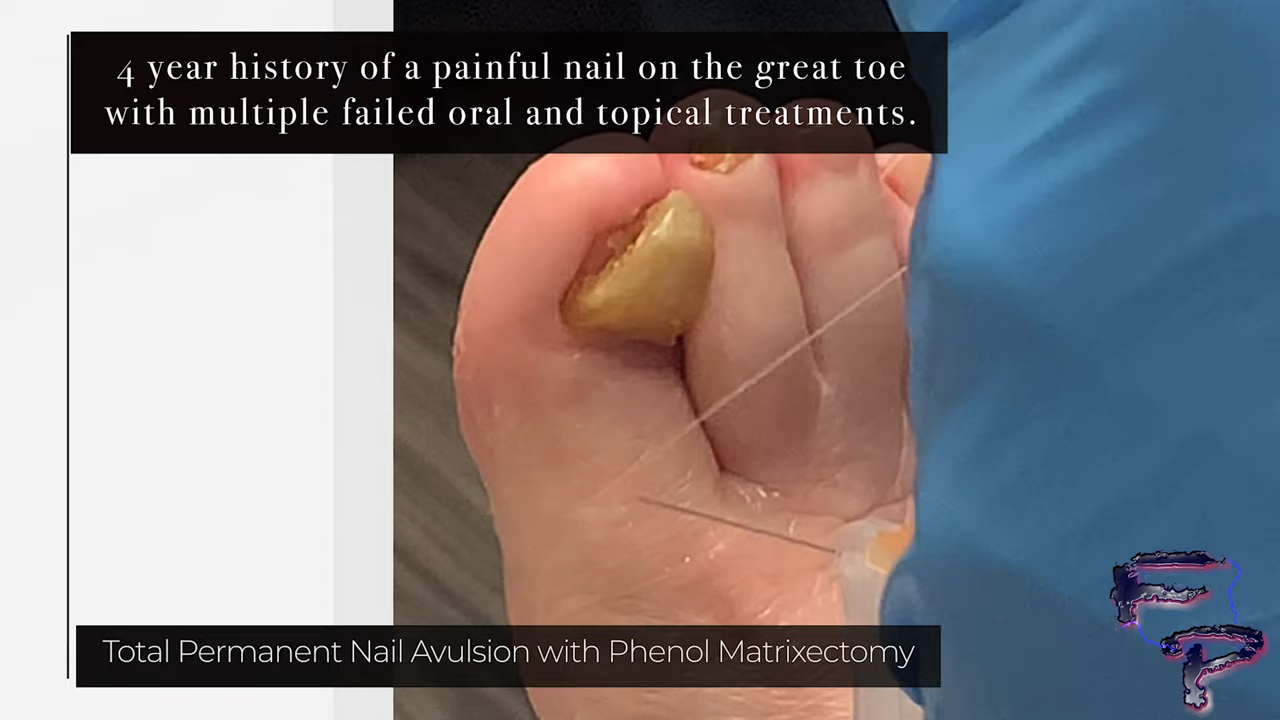 4 year history of a painful nail on the great toe
with multiple failed oral and topical treatments.
Total Permanent Nail Avulsion with Phenol Matrixectomy
FP